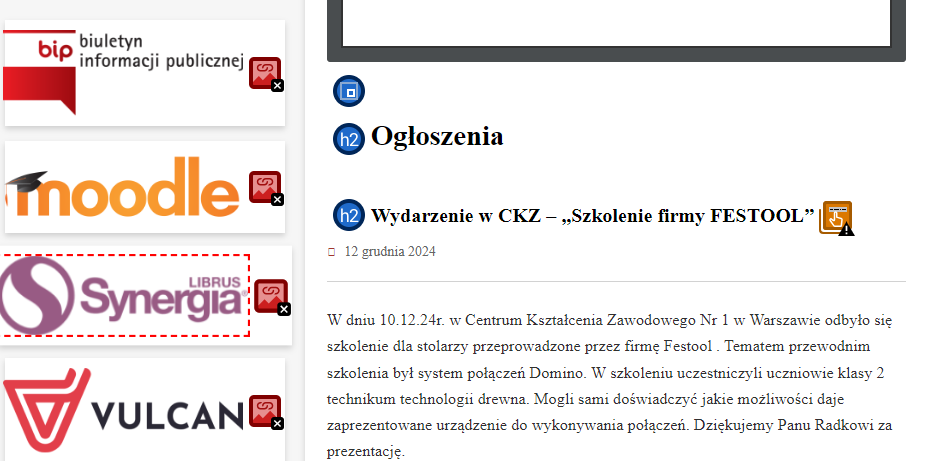 bip biuletyn
informacji publicznej
moodle
LIBRUS
Synergia
VULCAN
h2 Ogłoszenia
h2 Wydarzenie w CKZ – „Szkolenie firmy FESTOOL”
12 grudnia 2024
W dniu 10.12.24r. w Centrum Kształcenia Zawodowego Nr 1 w Warszawie odbyło się
szkolenie dla stolarzy przeprowadzone przez firmę Festool . Tematem przewodnim
szkolenia był system połączeń Domino. W szkoleniu uczestniczyli uczniowie klasy 2
technikum technologii drewna. Mogli sami doświadczyć jakie możliwości daje
zaprezentowane urządzenie do wykonywania połączeń. Dziękujemy Panu Radkowi za
prezentację.